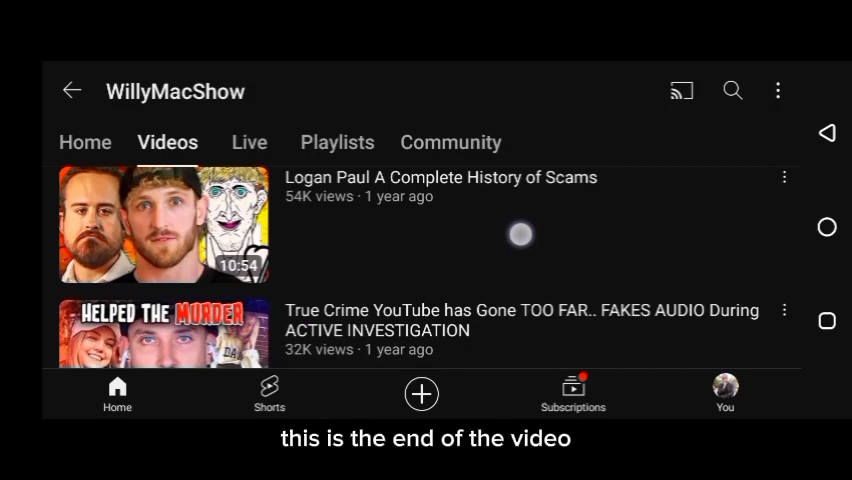 WillyMacShow
Home Videos Live Playlists Community
Logan Paul A Complete History of Scams
54K views · 1 year ago
10:54
HELPED THE MURDER
True Crime YouTube has Gone TOO FAR.. FAKES AUDIO During
ACTIVE INVESTIGATION
32K views · 1 year ago
Home Shorts Subscriptions You
this is the end of the video